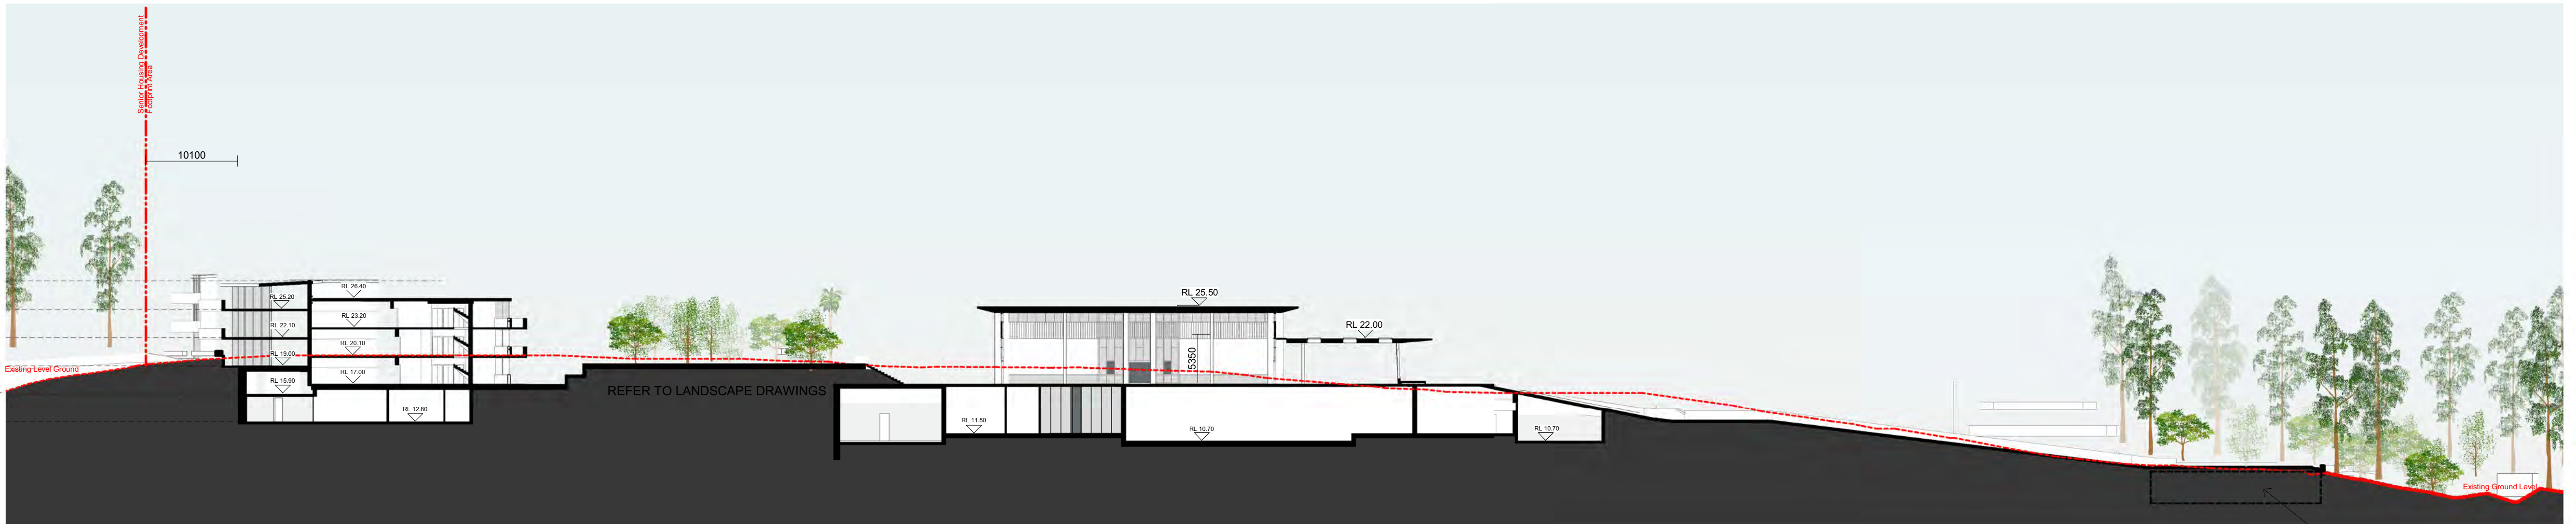 Senior Housing Development
Footprint Area
10100
RL 25.20
RL 26.40
RL 22.10
RL 23.20
RL 19.00
RL 20.10
RL 15.90
RL 17.00
RL 12.80
Existing Level Ground
REFER TO LANDSCAPE DRAWINGS
RL 25.50
RL 22.00
5350
RL 11.50
RL 10.70
RL 10.70
Existing Ground Level